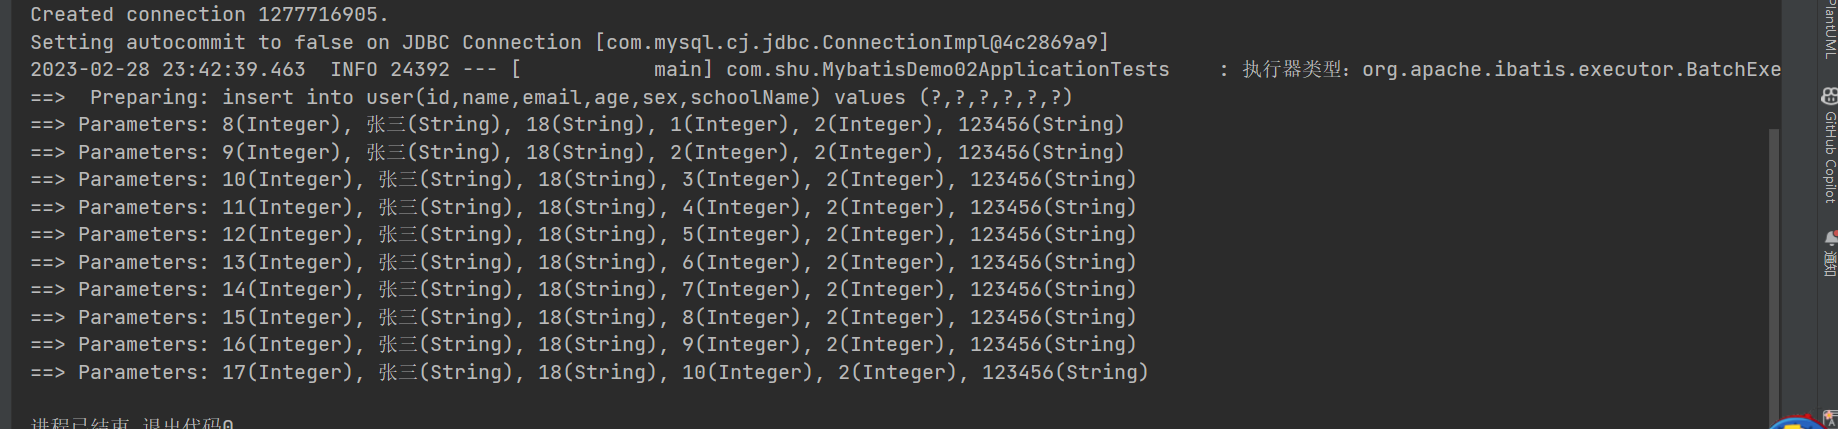 Created connection 1277716905.
Setting autocommit to false on JDBC Connection [com.mysql.cj.jdbc.ConnectionImpl@4c2869a9]
2023-02-28 23:42:39.463  INFO 24392 --- [           main] com.shu.MybatisDemo02ApplicationTests    : 执行器类型：org.apache.ibatis.executor.BatchExe
==>  Preparing: insert into user(id,name,email,age,sex,schoolName) values (?,?,?,?,?,?)
==> Parameters: 8(Integer), 张三(String), 18(String), 1(Integer), 2(Integer), 123456(String)
==> Parameters: 9(Integer), 张三(String), 18(String), 2(Integer), 2(Integer), 123456(String)
==> Parameters: 10(Integer), 张三(String), 18(String), 3(Integer), 2(Integer), 123456(String)
==> Parameters: 11(Integer), 张三(String), 18(String), 4(Integer), 2(Integer), 123456(String)
==> Parameters: 12(Integer), 张三(String), 18(String), 5(Integer), 2(Integer), 123456(String)
==> Parameters: 13(Integer), 张三(String), 18(String), 6(Integer), 2(Integer), 123456(String)
==> Parameters: 14(Integer), 张三(String), 18(String), 7(Integer), 2(Integer), 123456(String)
==> Parameters: 15(Integer), 张三(String), 18(String), 8(Integer), 2(Integer), 123456(String)
==> Parameters: 16(Integer), 张三(String), 18(String), 9(Integer), 2(Integer), 123456(String)
==> Parameters: 17(Integer), 张三(String), 18(String), 10(Integer), 2(Integer), 123456(String)
进程已结束,退出代码0
PlantUML
GitHub Copilot
通知